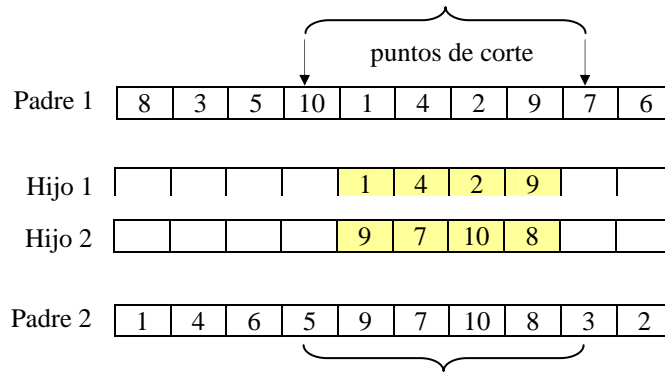 puntos de corte
Padre 1 8 3 5 10 1 4 2 9 7 6
Hijo 1 1 4 2 9
Hijo 2 9 7 10 8
Padre 2 1 4 6 5 9 7 10 8 3 2